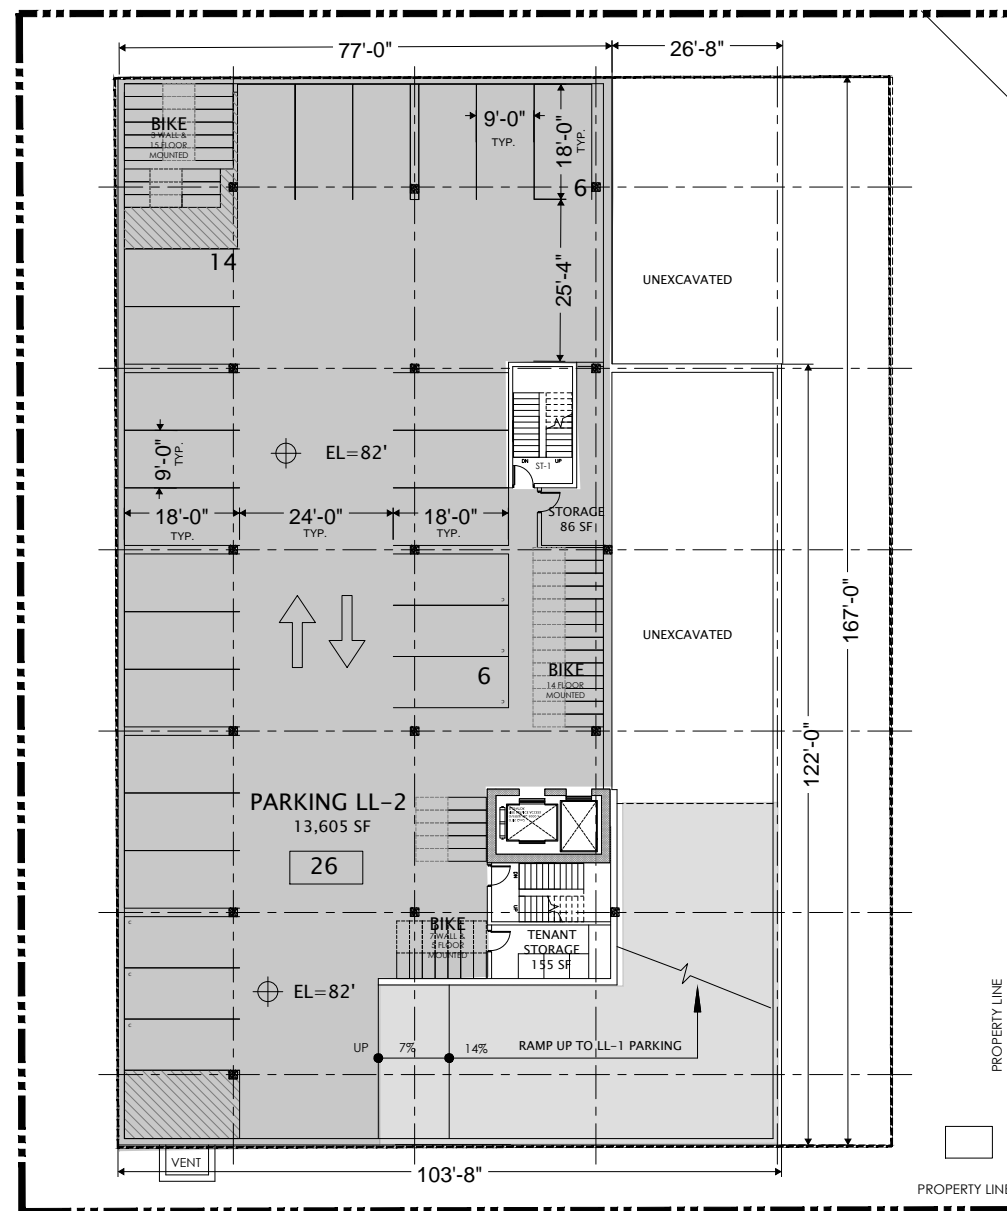 77'-0"
26'-8"
BIKE
3 WALL &
15 FLOOR
MOUNTED
9'-0"
TYP.
18'-0"
TYP.
6
14
25'-4"
UNEXCAVATED
9'-0"
TYP.
EL=82'
DN
UP
ST-1
18'-0"
TYP.
24'-0"
TYP.
18'-0"
TYP.
STORAGE
86 SF
167'-0"
UNEXCAVATED
6
BIKE
14 FLOOR
MOUNTED
122'-0"
PARKING LL-2
13,605 SF
26
DN
UP
BIKE
7 WALL &
5 FLOOR
MOUNTED
TENANT
STORAGE
155 SF
EL=82'
C
C
C
UP
7%
14%
RAMP UP TO LL-1 PARKING
PROPERTY LINE
VENT
103'-8"
PROPERTY LINE